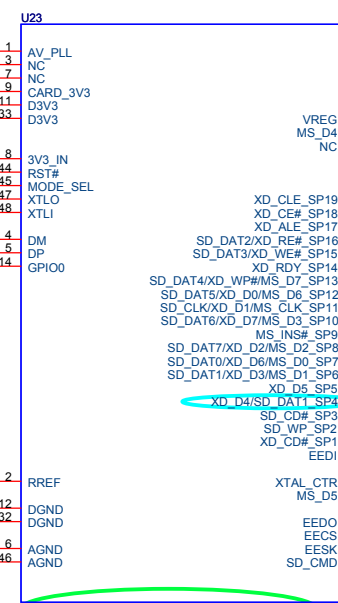 U23
1 AV_PLL
3 NC
7 NC
9 CARD_3V3
11 D3V3
33 D3V3
VREG
MS_D4
NC
8 3V3_IN
44 RST#
45 MODE_SEL
47 XTLO
48 XTLI
4 DM
5 DP
14 GPIO0
XD_CLE_SP19
XD_CE#_SP18
XD_ALE_SP17
SD_DAT2/XD_RE#_SP16
SD_DAT3/XD_WE#_SP15
XD_RDY_SP14
SD_DAT4/XD_WP#/MS_D7_SP13
SD_DAT5/XD_D0/MS_D6_SP12
SD_CLK/XD_D1/MS_CLK_SP11
SD_DAT6/XD_D7/MS_D3_SP10
MS_INS#_SP9
SD_DAT7/XD_D2/MS_D2_SP8
SD_DAT0/XD_D6/MS_D0_SP7
SD_DAT1/XD_D3/MS_D1_SP6
XD_D5_SP5
XD_D4/SD_DAT1_SP4
SD_CD#_SP3
SD_WP_SP2
XD_CD#_SP1
EEDI
2 RREF
12 DGND
32 DGND
6 AGND
46 AGND
XTAL_CTR
MS_D5
EEDO
EECS
EESK
SD_CMD